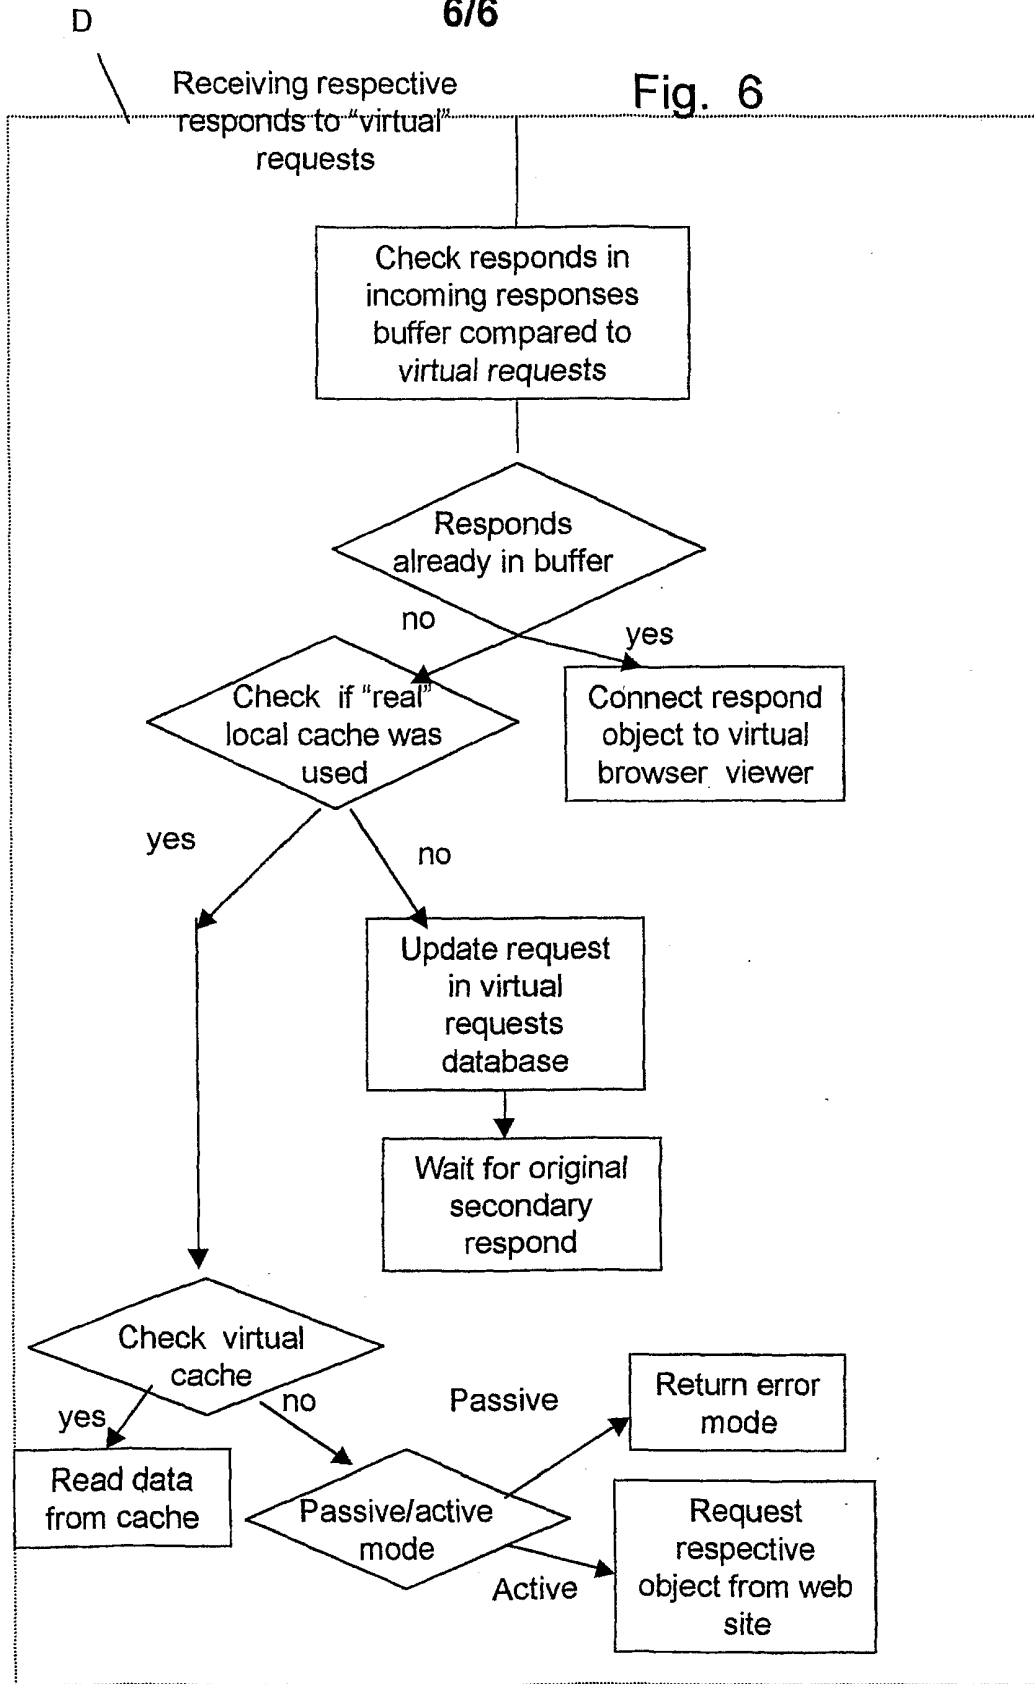 6/6
D
Fig. 6
Receiving respective
responds to “virtual”
requests
Check responds in
incoming responses
buffer compared to
virtual requests
Responds
already in buffer
no
yes
Check if “real”
local cache was
used
Connect respond
object to virtual
browser viewer
yes
no
Update request
in virtual
requests
database
Wait for original
secondary
respond
Check virtual
cache
yes
no
Read data
from cache
Passive/active
mode
Passive
Return error
mode
Active
Request
respective
object from web
site